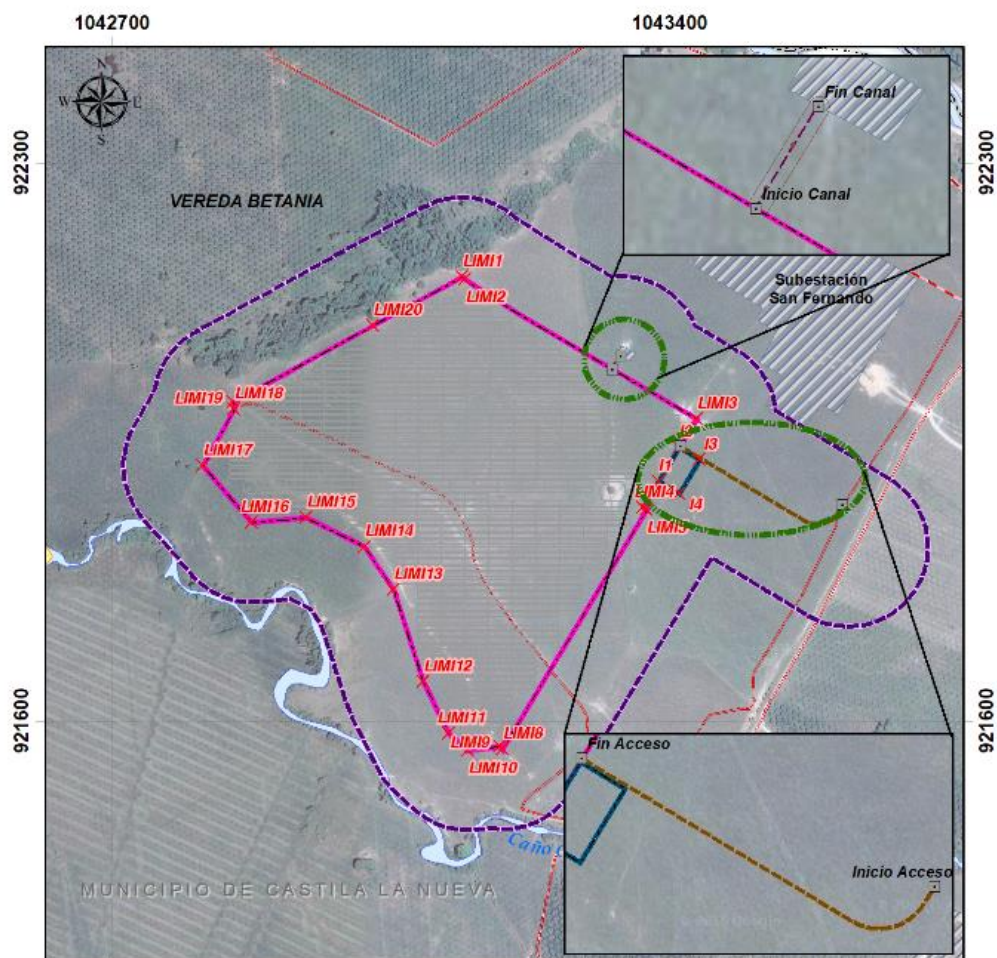 1042700
1043400
N
W
S
922300
922300
Fin Canal
Inicio Canal
VEREDA BETANIA
LIMI1
LIMI2
Subestación
San Fernando
LIMI20
LIMI19
LIMI18
LIMI3
I3
LIMI17
I1
LIMI4
I4
LIMI16
LIMI15
LIMI14
LIMI13
LIMI12
LIMI11
LIMI9
LIMI8
LIMI10
921600
921600
Fin Acceso
Inicio Acceso
Caño
MUNICIPIO DE CASTILA LA NUEVA